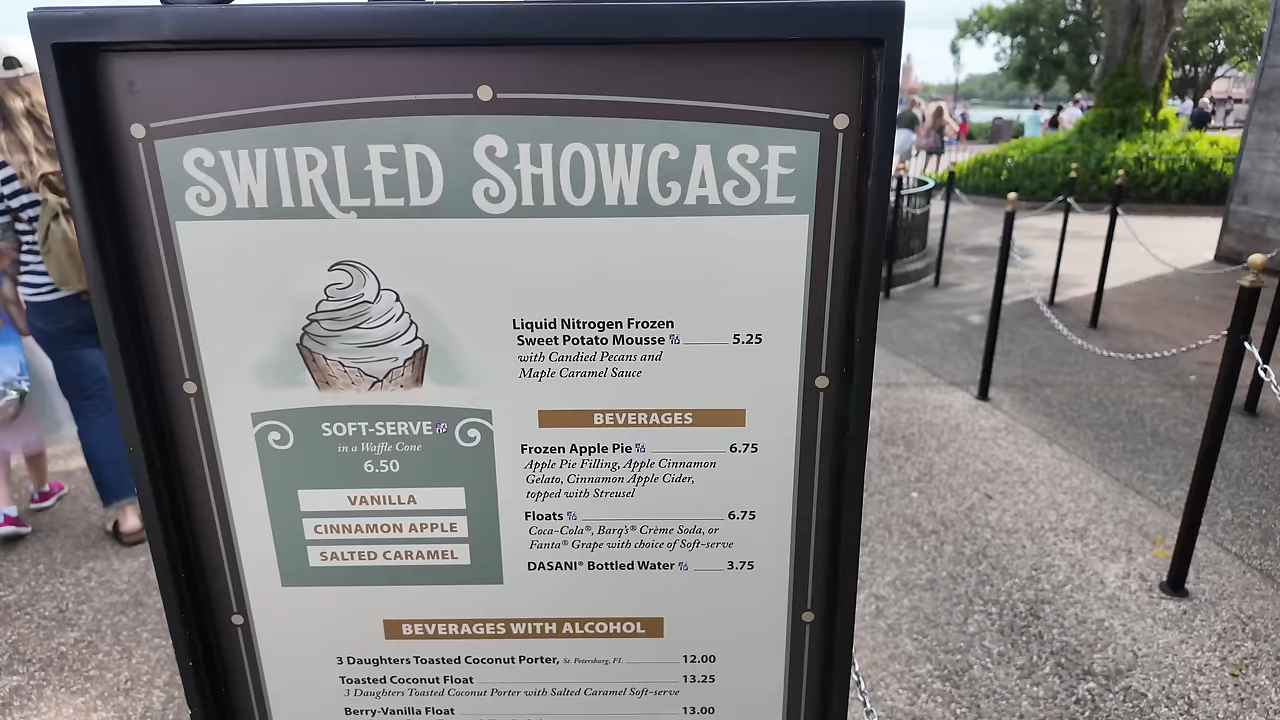 SWIRLED SHOWCASE
Liquid Nitrogen Frozen
Sweet Potato Mousse 5.25
with Candied Pecans and
Maple Caramel Sauce
SOFT-SERVE
in a Waffle Cone
6.50
VANILLA
CINNAMON APPLE
SALTED CARAMEL
BEVERAGES
Frozen Apple Pie 6.75
Apple Pie Filling, Apple Cinnamon
Gelato, Cinnamon Apple Cider,
topped with Streusel
Floats 6.75
Coca-Cola®, Barq's® Crème Soda, or
Fanta® Grape with choice of Soft-serve
DASANI® Bottled Water 3.75
BEVERAGES WITH ALCOHOL
3 Daughters Toasted Coconut Porter, St. Petersburg, FL 12.00
Toasted Coconut Float 13.25
3 Daughters Toasted Coconut Porter with Salted Caramel Soft-serve
Berry-Vanilla Float 13.00